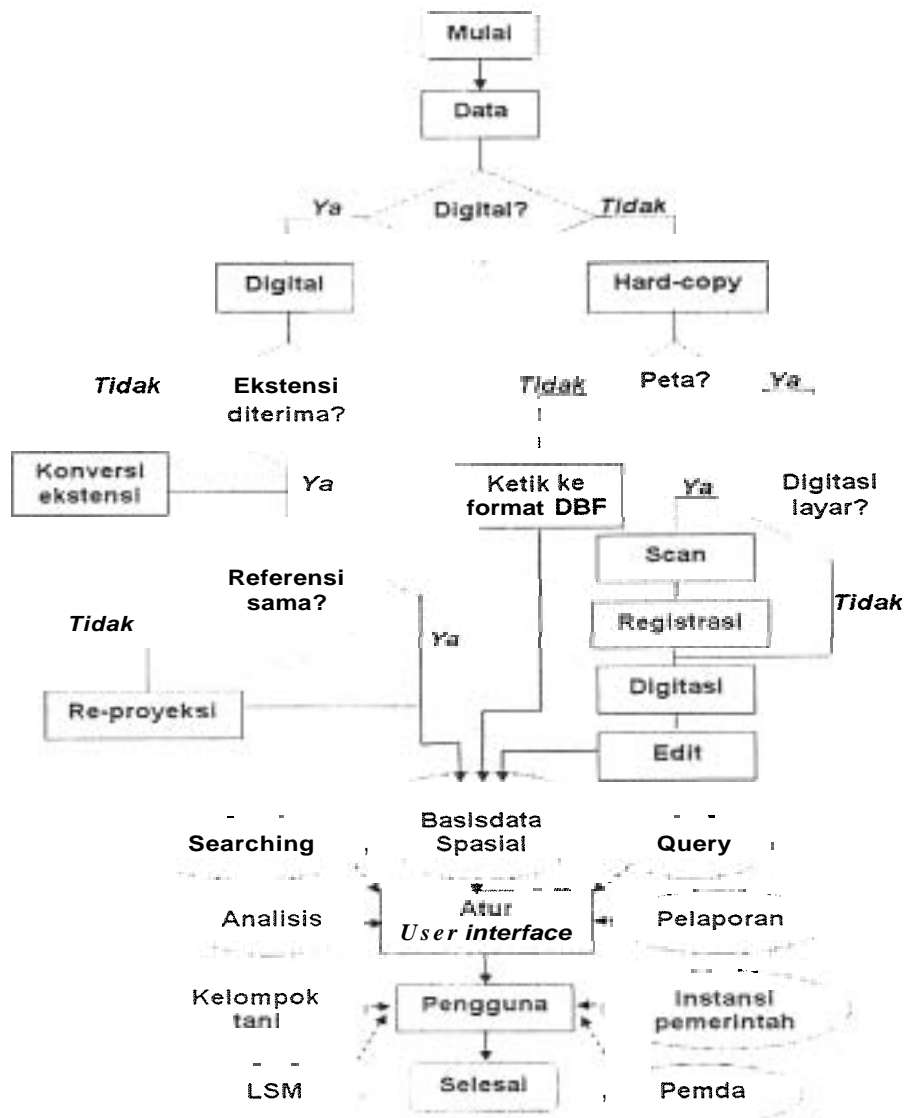 Mulai
Data
Ya
Digital?
Tidak
Digital
Hard-copy
Tidak
Ekstensi
diterima?
Tidak
Peta?
Ya
Konversi
ekstensi
Ya
Ketik ke
format DBF
Ya
Digitasi
layar?
Scan
Referensi
sama?
Tidak
Ya
Registrasi
Tidak
Re-proyeksi
Digitasi
Edit
Basisdata
Spasial
Searching
Query
Analisis
Atur
User interface
Pelaporan
Kelompok
tani
Pengguna
Instansi
pemerintah
LSM
Selesai
Pemda